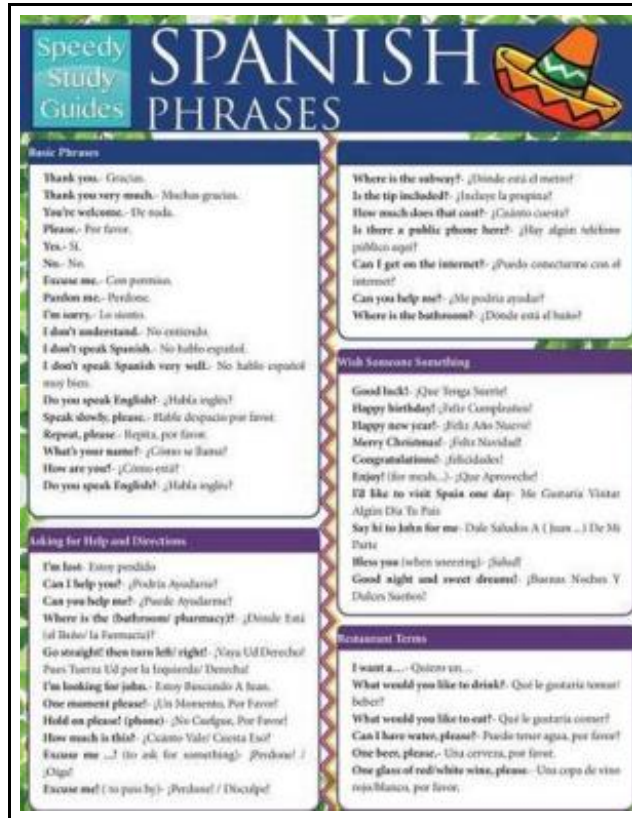 Speedy
Study
Guides
SPANISH
PHRASES
Basic Phrases
Thank you.- Gracias.
Thank you very much.- Muchas gracias.
You're welcome.- De nada.
Please.- Por favor.
Yes.- Sí.
No.- No.
Excuse me.- Con permiso.
Pardon me.- Perdone.
I'm sorry.- Lo siento.
I don't understand.- No entiendo.
I don't speak Spanish.- No hablo español.
I don't speak Spanish very well.- No hablo español
muy bien.
Do you speak English?- ¿Habla inglés?
Speak slowly, please.- Hable despacio por favor.
Repeat, please.- Repita, por favor.
What's your name?- ¿Cómo se llama?
How are you?- ¿Cómo está?
Do you speak English?- ¿Habla inglés?
Asking for Help and Directions
I'm lost- Estoy perdido
Can I help you?- ¿Podría Ayudarse?
Can you help me?- ¿Puede Ayudarme?
Where is the (bathroom/ pharmacy)?- ¿Dónde Está
(el Baño/ la Farmacia)?
Go straight! then turn left/ right!- ¡Vaya Ud Derecho!
Pues Tuerza Ud por la Izquierda/ Derecha!
I'm looking for john.- Estoy Buscando A Juan.
One moment please!- ¡Un Momento, Por Favor!
Hold on please! (phone)- ¡No Cuelgue, Por Favor!
How much is this?- ¿Cuánto Vale/ Cuesta Eso?
Excuse me ...! (to ask for something)- ¡Perdone! /
¡Oiga!
Excuse me! ( to pass by)- ¡Perdone! / Disculpe!
Where is the subway?- ¿Dónde está el metro?
Is the tip included?- ¿Incluye la propina?
How much does that cost?- ¿Cuánto cuesta?
Is there a public phone here?- ¿Hay algún teléfono
público aquí?
Can I get on the internet?- ¿Puedo conectarme con el
internet?
Can you help me?- ¿Me podría ayudar?
Where is the bathroom?- ¿Dónde está el baño?
Wish Someone Something
Good luck!- ¡Que Tenga Suerte!
Happy birthday! ¡Feliz Cumpleaños!
Happy new year!- ¡Feliz Año Nuevo!
Merry Christmas!- ¡Feliz Navidad!
Congratulations!- ¡felicidades!
Enjoy! (for meals...)- ¡Que Aproveche!
I'd like to visit Spain one day- Me Gustaría Visitar
Algún Día Tu País
Say hi to John for me- Dale Saludos A ( Juan ...) De Mi
Parte
Bless you (when sneezing)- ¡Salud!
Good night and sweet dreams!- ¡Buenas Noches Y
Dulces Sueños!
Restaurant Terms
I want a....- Quiero un...
What would you like to drink?- Qué le gustaría tomar/
beber?
What would you like to eat?- Qué le gustaría comer?
Can I have water, please?- Puedo tener agua, por favor?
One beer, please.- Una cerveza, por favor.
One glass of red/white wine, please.- Una copa de vino
rojo/blanco, por favor.